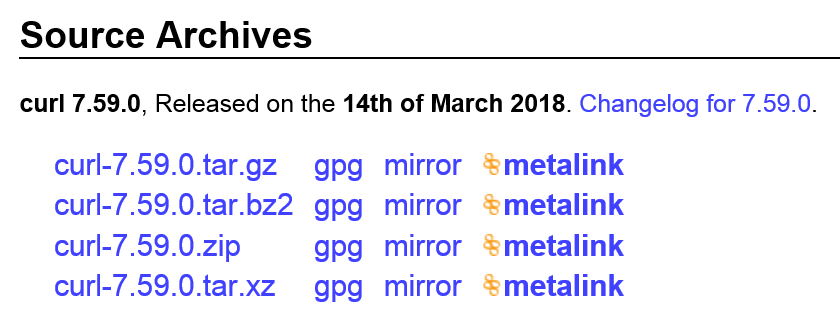 Source Archives
curl 7.59.0, Released on the 14th of March 2018. Changelog for 7.59.0.
curl-7.59.0.tar.gz gpg mirror metalink
curl-7.59.0.tar.bz2 gpg mirror metalink
curl-7.59.0.zip gpg mirror metalink
curl-7.59.0.tar.xz gpg mirror metalink